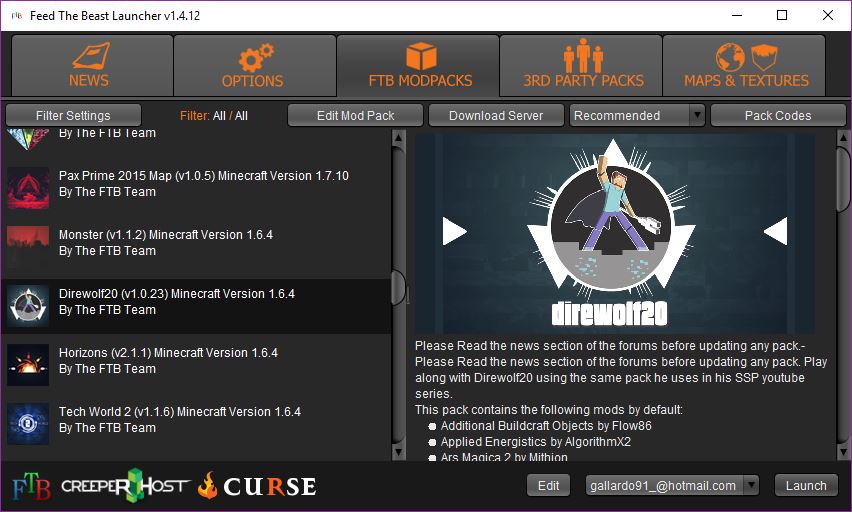 Feed The Beast Launcher v1.4.12
NEWS
OPTIONS
FTB MODPACKS
3RD PARTY PACKS
MAPS & TEXTURES
Filter Settings
Filter: All / All
Edit Mod Pack
Download Server
Recommended
Pack Codes
By The FTB Team
Pax Prime 2015 Map (v1.0.5) Minecraft Version 1.7.10
By The FTB Team
Monster (v1.1.2) Minecraft Version 1.6.4
By The FTB Team
Direwolf20 (v1.0.23) Minecraft Version 1.6.4
By The FTB Team
Horizons (v2.1.1) Minecraft Version 1.6.4
By The FTB Team
Tech World 2 (v1.1.6) Minecraft Version 1.6.4
By The FTB Team
direwolf20
Please Read the news section of the forums before updating any pack.-
Please Read the news section of the forums before updating any pack. Play
along with Direwolf20 using the same pack he uses in his SSP youtube
series.
This pack contains the following mods by default:
Additional Buildcraft Objects by Flow86
Applied Energistics by AlgorithmX2
Ars Magica 2 by Mithion
FTB
CREEPERHOST
CURSE
Edit
gallardo91_@hotmail.com
Launch